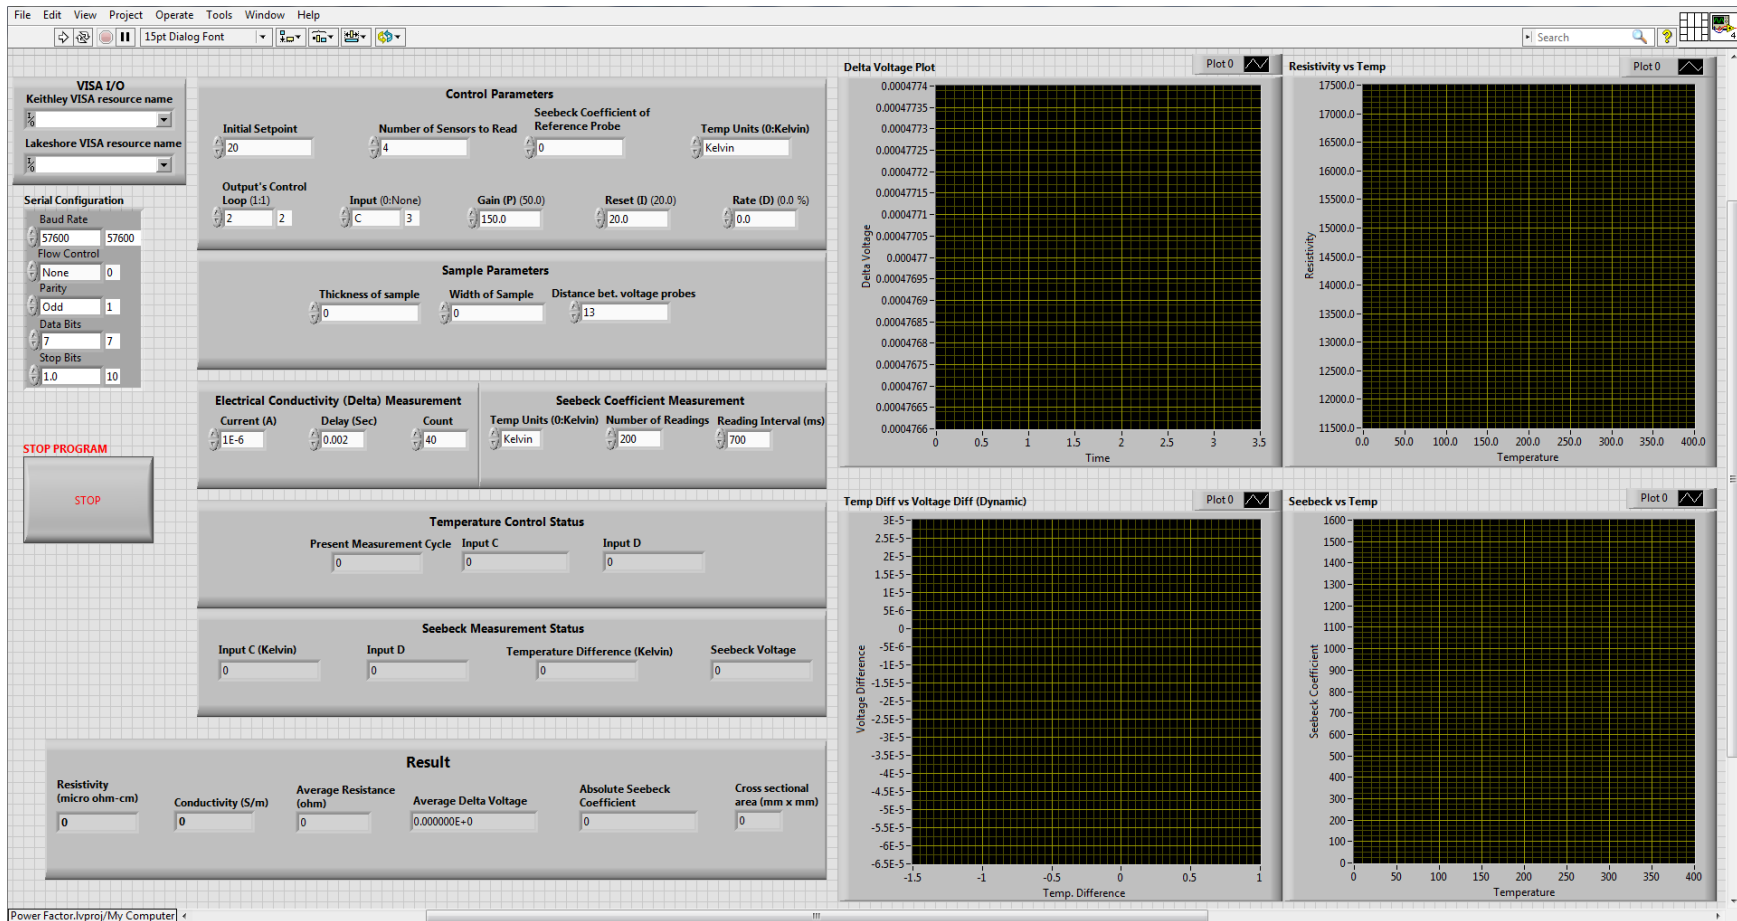 File Edit View Project Operate Tools Window Help
15pt Dialog Font
Search
4
VISA I/O
Keithley VISA resource name
Lakeshore VISA resource name
Serial Configuration
Baud Rate
57600 57600
Flow Control
None 0
Parity
Odd 1
Data Bits
7 7
Stop Bits
1.0 10
STOP PROGRAM
STOP
Control Parameters
Initial Setpoint
20
Number of Sensors to Read
4
Seebeck Coefficient of
Reference Probe
0
Temp Units (0:Kelvin)
Kelvin
Output's Control
Loop (1:1)
2 2
Input (0:None)
C 3
Gain (P) (50.0)
150.0
Reset (I) (20.0)
20.0
Rate (D) (0.0 %)
0.0
Sample Parameters
Thickness of sample
0
Width of Sample
0
Distance bet. voltage probes
13
Electrical Conductivity (Delta) Measurement
Current (A)
1E-6
Delay (Sec)
0.002
Count
40
Seebeck Coefficient Measurement
Temp Units (0:Kelvin)
Kelvin
Number of Readings
200
Reading Interval (ms)
700
Temperature Control Status
Present Measurement Cycle
0
Input C
0
Input D
0
Seebeck Measurement Status
Input C (Kelvin)
0
Input D
0
Temperature Difference (Kelvin)
0
Seebeck Voltage
0
Result
Resistivity
(micro ohm-cm)
0
Conductivity (S/m)
0
Average Resistance
(ohm)
0
Average Delta Voltage
0.000000E+0
Absolute Seebeck
Coefficient
0
Cross sectional
area (mm x mm)
0
Delta Voltage Plot
Plot 0
Delta Voltage
0.0004774
0.00047735
0.0004773
0.00047725
0.0004772
0.00047715
0.0004771
0.00047705
0.000477
0.00047695
0.0004769
0.00047685
0.0004768
0.00047675
0.0004767
0.00047665
0.0004766
0 0.5 1 1.5 2 2.5 3 3.5
Time
Resistivity vs Temp
Plot 0
Resistivity
17500.0
17000.0
16500.0
16000.0
15500.0
15000.0
14500.0
14000.0
13500.0
13000.0
12500.0
12000.0
11500.0
0.0 50.0 100.0 150.0 200.0 250.0 300.0 350.0 400.0
Temperature
Temp Diff vs Voltage Diff (Dynamic)
Plot 0
Voltage Difference
3E-5
2.5E-5
2E-5
1.5E-5
1E-5
5E-6
0
-5E-6
-1E-5
-1.5E-5
-2E-5
-2.5E-5
-3E-5
-3.5E-5
-4E-5
-4.5E-5
-5E-5
-5.5E-5
-6E-5
-6.5E-5
-1.5 -1 -0.5 0 0.5 1
Temp. Difference
Seebeck vs Temp
Plot 0
Seebeck Coefficient
1600
1500
1400
1300
1200
1100
1000
900
800
700
600
500
400
300
200
100
0
0 50 100 150 200 250 300 350 400
Temperature
Power Factor.lvproj/My Computer